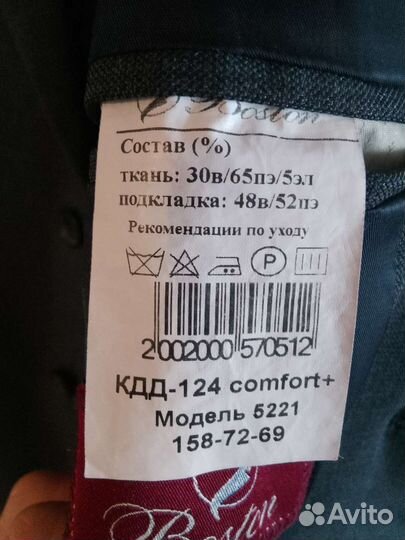 Boston
Состав (%)
ткань: 30в/65пэ/5эл
подкладка: 48в/52пэ
Рекомендации по уходу
P
2002000570512
КДД-124 comfort+
Модель 5221
158-72-69
Boston
Avito